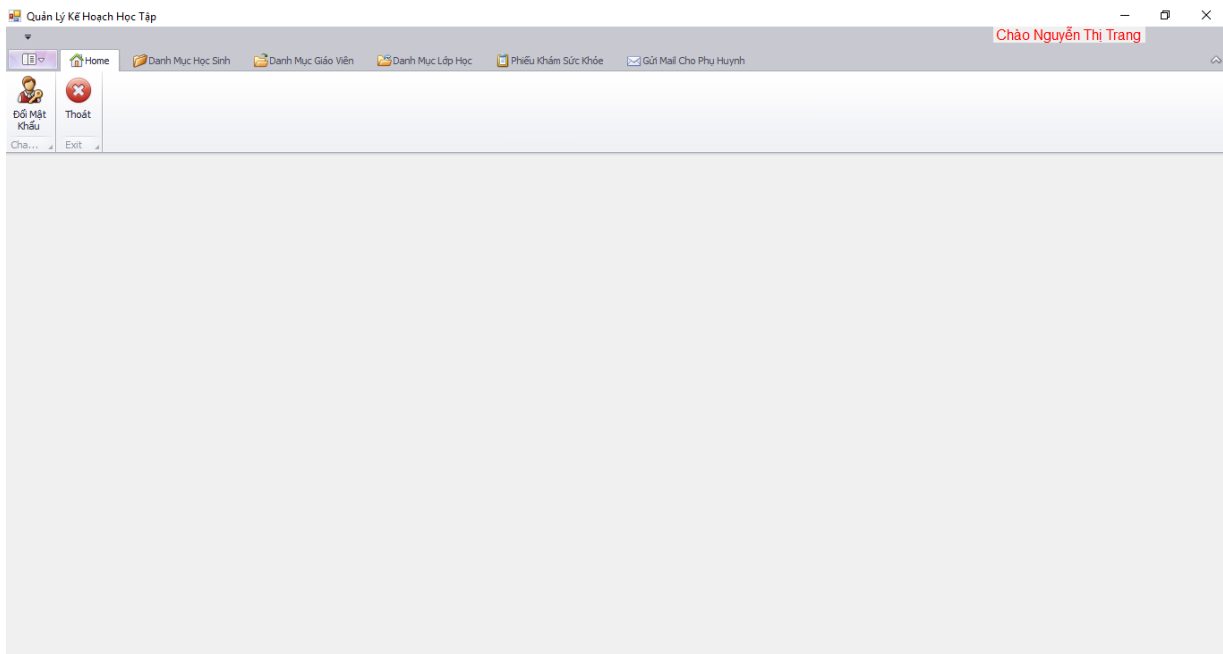 Quản Lý Kế Hoạch Học Tập
Chào Nguyễn Thị Trang
Home Danh Mục Học Sinh Danh Mục Giáo Viên Danh Mục Lớp Học Phiếu Khám Sức Khỏe Gửi Mail Cho Phụ Huynh
Đổi Mật Thoát
Khẩu
Cha... Exit